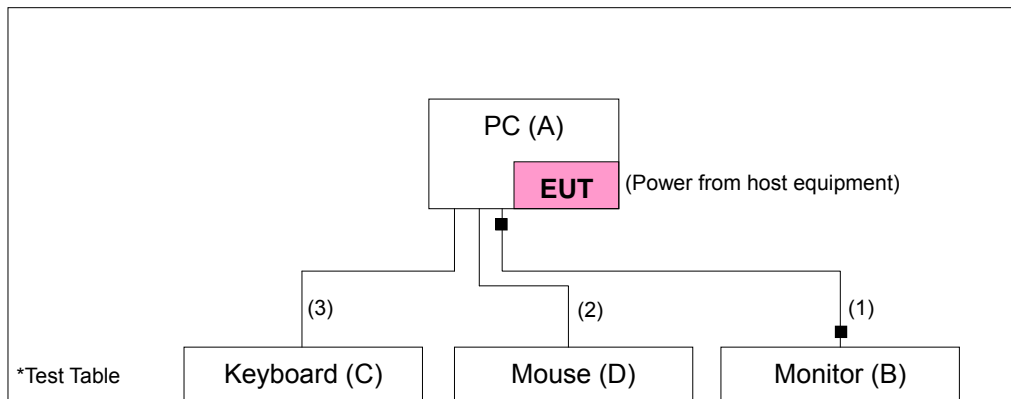 PC (A)
EUT
(Power from host equipment)
(3)
(2)
(1)
*Test Table
Keyboard (C)
Mouse (D)
Monitor (B)